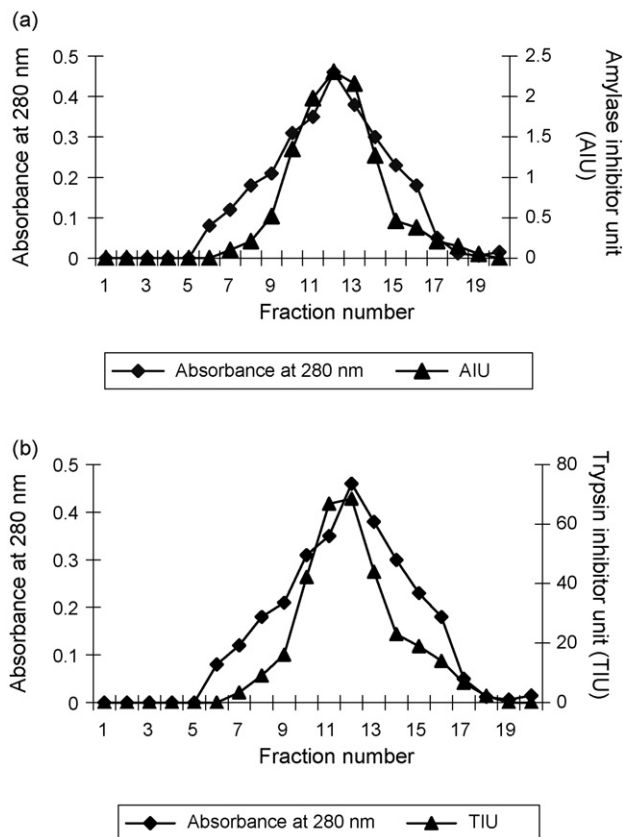 (a)
Absorbance at 280 nm
0.5
0.4
0.3
0.2
0.1
0
2.5
2
1.5
1
0.5
0
Amylase inhibitor unit
(AIU)
1 3 5 7 9 11 13 15 17 19
Fraction number
Absorbance at 280 nm AIU
(b)
Absorbance at 280 nm
0.5
0.4
0.3
0.2
0.1
0
80
60
40
20
0
Trypsin inhibitor unit (TIU)
1 3 5 7 9 11 13 15 17 19
Fraction number
Absorbance at 280 nm TIU